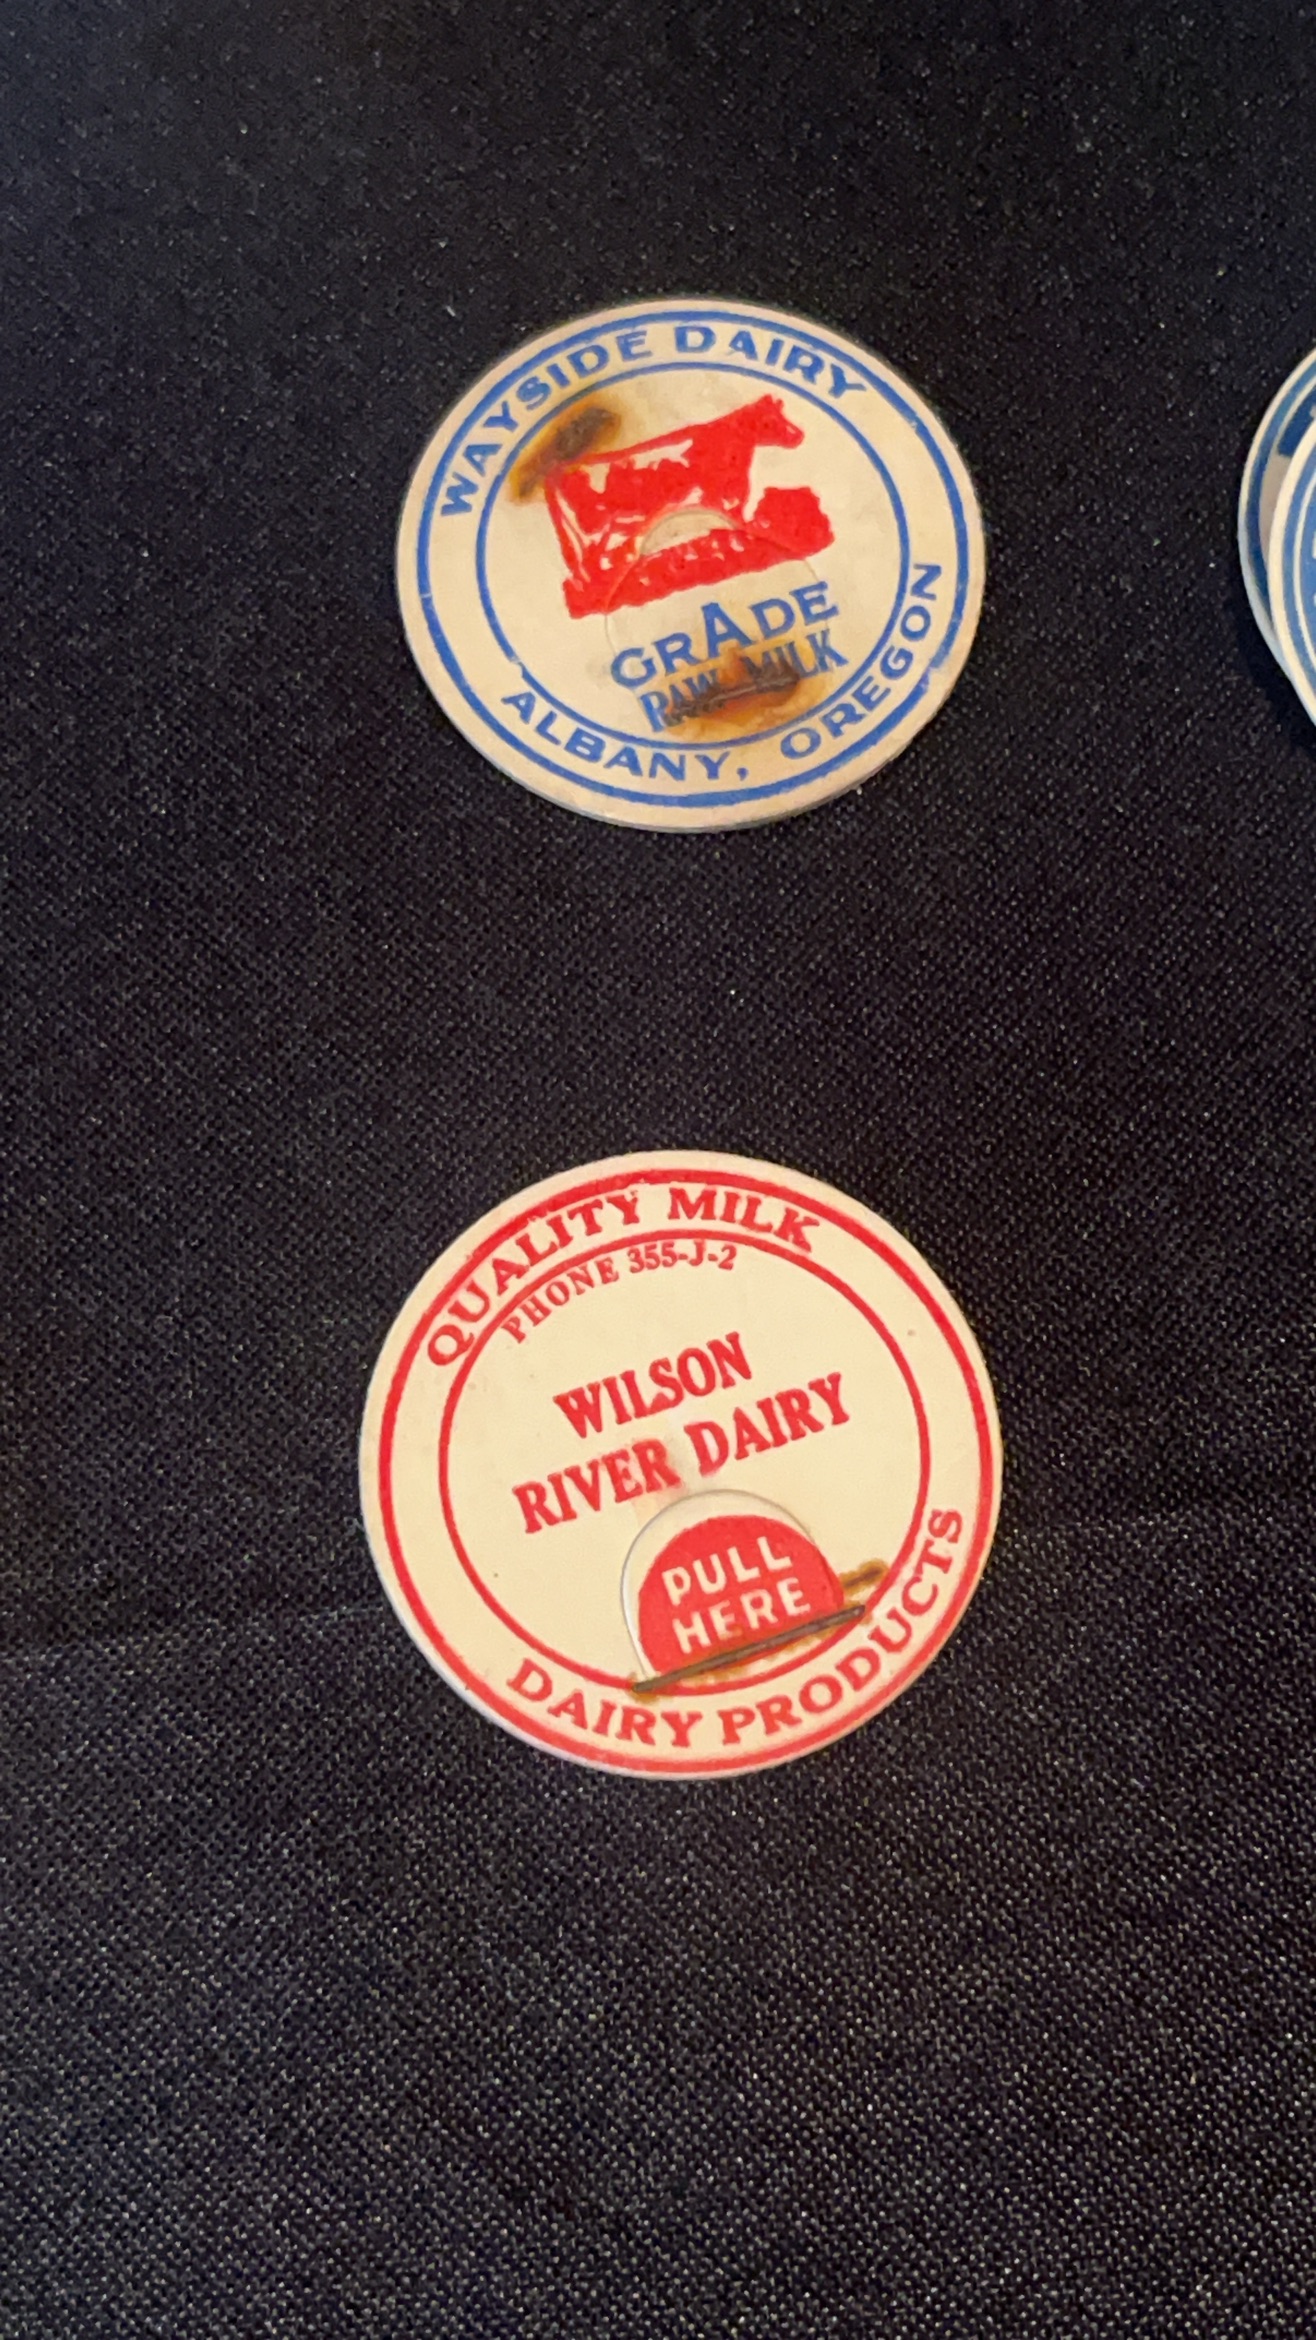 WAYSIDE DAIRY
GRADE
RAW MILK
ALBANY, OREGON
QUALITY MILK
PHONE 355-J-2
WILSON
RIVER DAIRY
PULL
HERE
DAIRY PRODUCTS